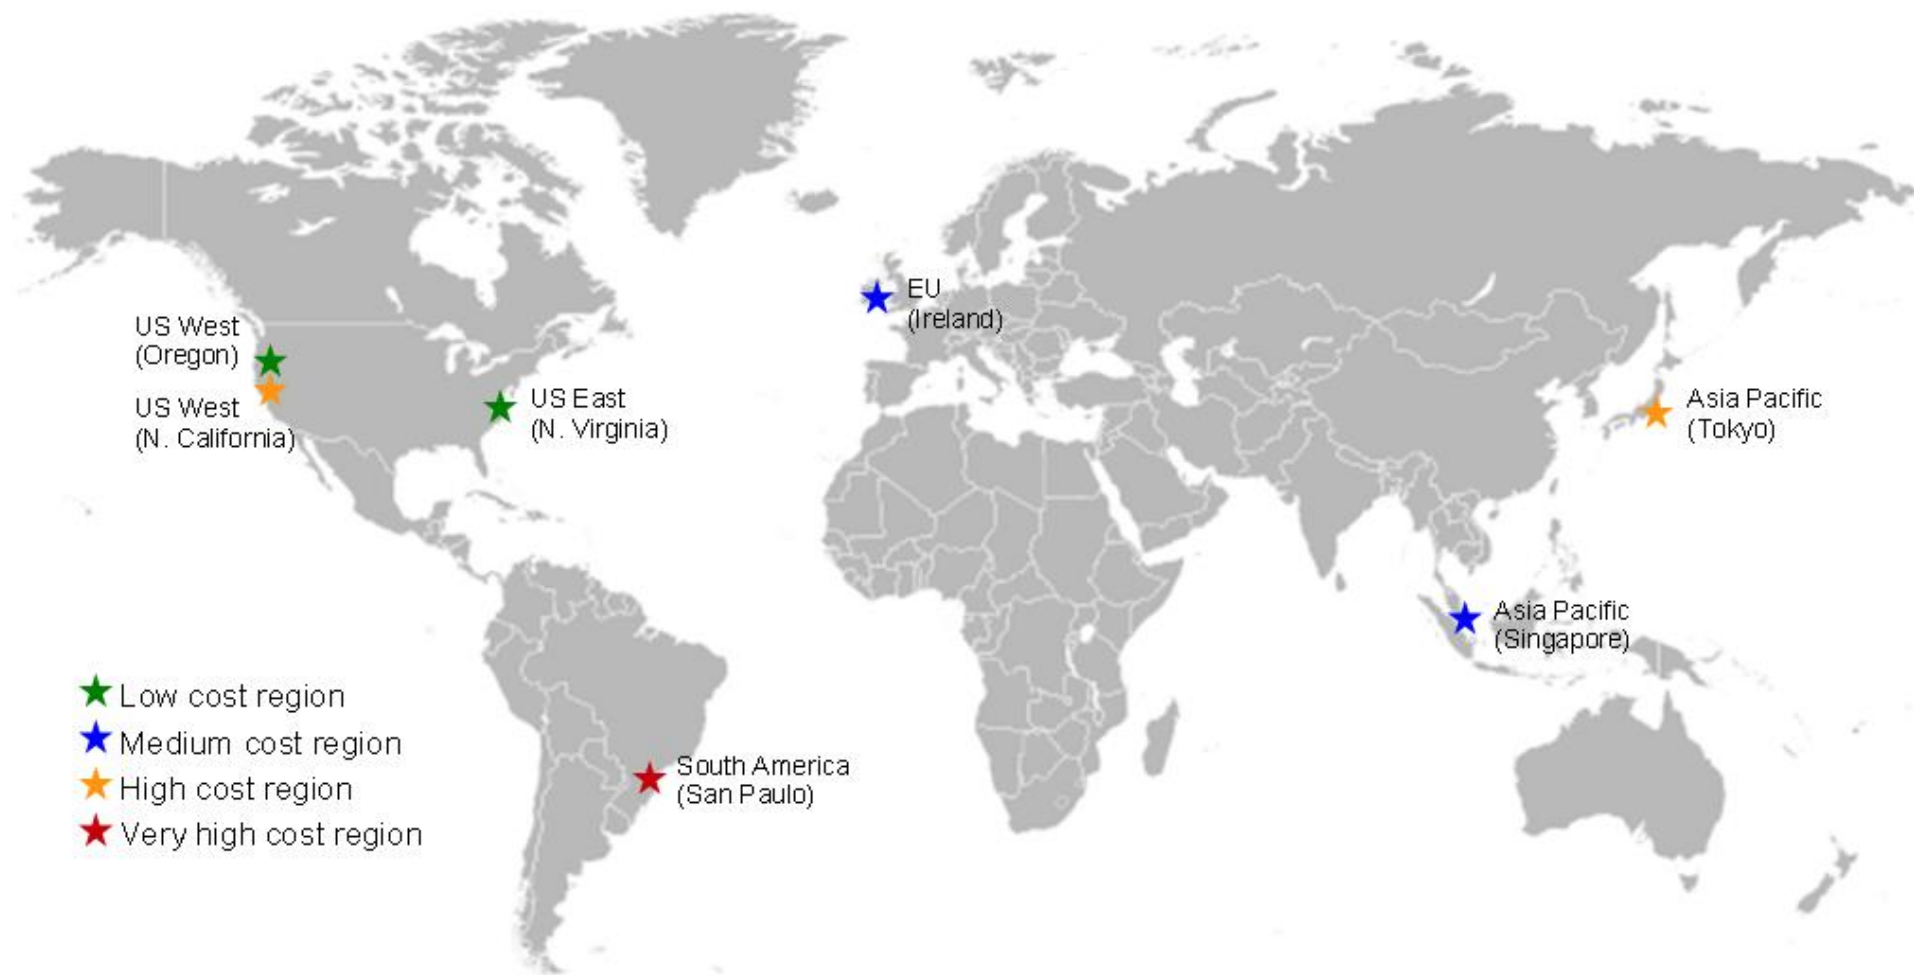 EU
(Ireland)
US West
(Oregon)
US West
(N. California)
US East
(N. Virginia)
Asia Pacific
(Tokyo)
Asia Pacific
(Singapore)
South America
(San Paulo)
Low cost region
Medium cost region
High cost region
Very high cost region